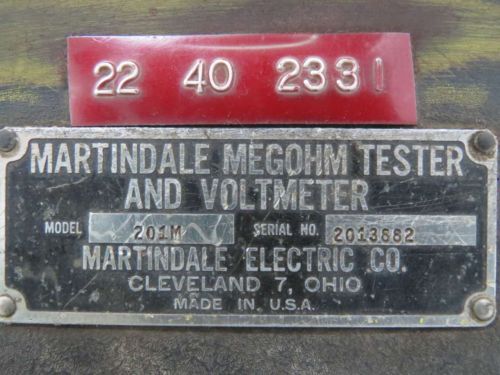 22 40 2331
MARTINDALE MEGOHM TESTER
AND VOLTMETER
MODEL 201M SERIAL NO. 2013882
MARTINDALE ELECTRIC CO.
CLEVELAND 7, OHIO
MADE IN U.S.A.